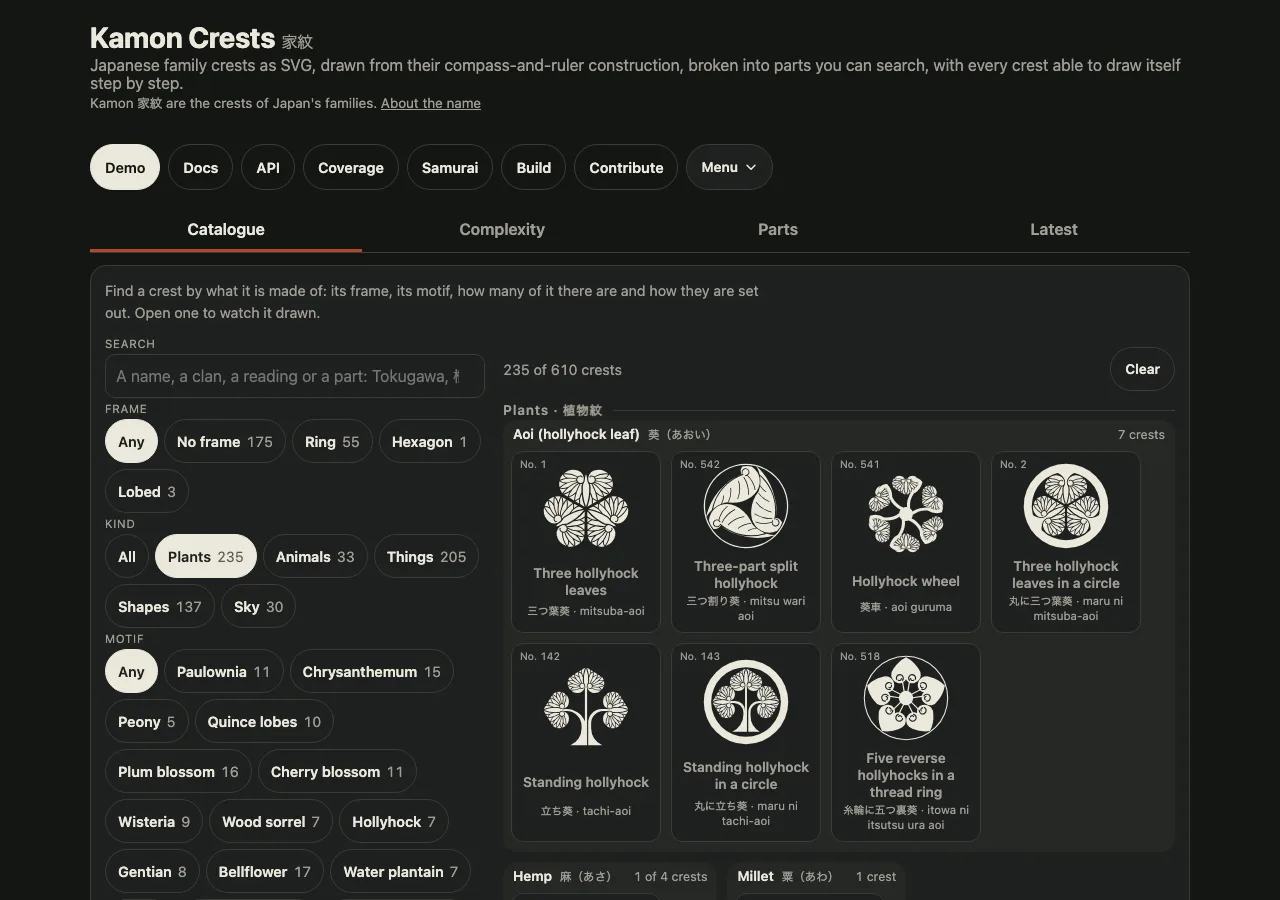 Kamon Crests 家紋
Japanese family crests as SVG, drawn from their compass-and-ruler construction, broken into parts you can search, with every crest able to draw itself
step by step.
Kamon 家紋 are the crests of Japan's families. About the name
Demo
Docs
API
Coverage
Samurai
Build
Contribute
Menu
Catalogue
Complexity
Parts
Latest
Find a crest by what it is made of: its frame, its motif, how many of it there are and how they are set
out. Open one to watch it drawn.
SEARCH
A name, a clan, a reading or a part: Tokugawa,
FRAME
Any
No frame 175
Ring 55
Hexagon 1
Lobed 3
KIND
All
Plants 235
Animals 33
Things 205
Shapes 137
Sky 30
MOTIF
Any
Paulownia 11
Chrysanthemum 15
Peony 5
Quince lobes 10
Plum blossom 16
Cherry blossom 11
Wisteria 9
Wood sorrel 7
Hollyhock 7
Gentian 8
Bellflower 17
Water plantain 7
235 of 610 crests
Clear
Plants · 植物紋
Aoi (hollyhock leaf) 葵（あおい）
7 crests
No. 1
Three hollyhock
leaves
三つ葉葵 · mitsuba-aoi
No. 542
Three-part split
hollyhock
三つ割り葵 · mitsu wari
aoi
No. 541
Hollyhock wheel
葵車 · aoi guruma
No. 2
Three hollyhock
leaves in a circle
丸に三つ葉葵 · maru ni
mitsuba-aoi
No. 142
Standing hollyhock
立ち葵 · tachi-aoi
No. 143
Standing hollyhock
in a circle
丸に立ち葵 · maru ni
tachi-aoi
No. 518
Five reverse
hollyhocks in a
thread ring
糸輪に五つ裏葵 · itowa ni
itsutsu ura aoi
Hemp 麻（あさ） 1 of 4 crests
Millet 粟（あわ） 1 crest